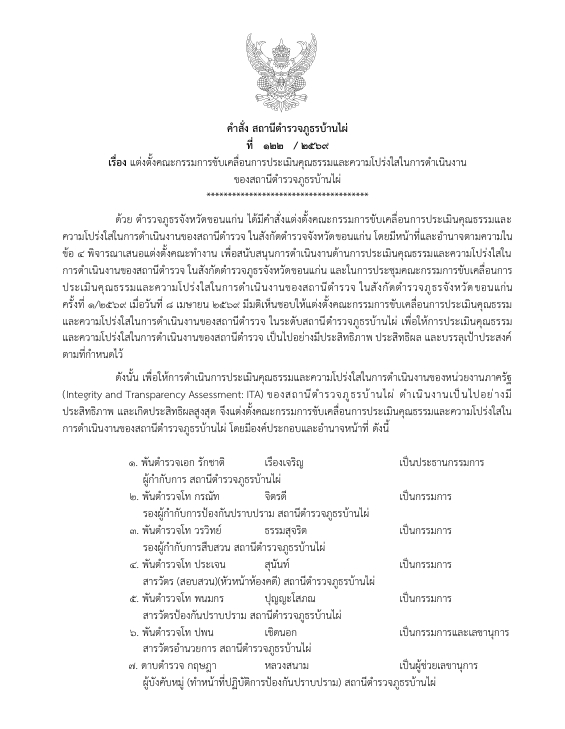 คำสั่ง สถานีตำรวจภูธรบ้านไผ่
ที่ ๑๒๒ / ๒๕๖๙
เรื่อง แต่งตั้งคณะกรรมการขับเคลื่อนการประเมินคุณธรรมและความโปร่งใสในการดำเนินงาน
ของสถานีตำรวจภูธรบ้านไผ่
**************************************
ด้วย ตำรวจภูธรจังหวัดขอนแก่น ได้มีคำสั่งแต่งตั้งคณะกรรมการขับเคลื่อนการประเมินคุณธรรมและ
ความโปร่งใสในการดำเนินงานของสถานีตำรวจ ในสังกัดตำรวจจังหวัดขอนแก่น โดยมีหน้าที่และอำนาจตามความใน
ข้อ ๔ พิจารณาเสนอแต่งตั้งคณะทำงาน เพื่อสนับสนุนการดำเนินงานด้านการประเมินคุณธรรมและความโปร่งใสใน
การดำเนินงานของสถานีตำรวจ ในสังกัดตำรวจภูธรจังหวัดขอนแก่น และในการประชุมคณะกรรมการขับเคลื่อนการ
ประเมินคุณธรรมและความโปร่งใสในการดำเนินงานของสถานีตำรวจ ในสังกัดตำรวจภูธรจังหวัดขอนแก่น
ครั้งที่ ๑/๒๕๖๙ เมื่อวันที่ ๘ เมษายน ๒๕๖๙ มีมติเห็นชอบให้แต่งตั้งคณะกรรมการขับเคลื่อนการประเมินคุณธรรม
และความโปร่งใสในการดำเนินงานของสถานีตำรวจ ในระดับสถานีตำรวจภูธรบ้านไผ่ เพื่อให้การประเมินคุณธรรม
และความโปร่งใสในการดำเนินงานของสถานีตำรวจ เป็นไปอย่างมีประสิทธิภาพ ประสิทธิผล และบรรลุเป้าประสงค์
ตามที่กำหนดไว้
ดังนั้น เพื่อให้การดำเนินการประเมินคุณธรรมและความโปร่งใสในการดำเนินงานของหน่วยงานภาครัฐ
(Integrity and Transparency Assessment: ITA) ของสถานีตำรวจภูธรบ้านไผ่ ดำเนินงานเป็นไปอย่างมี
ประสิทธิภาพ และเกิดประสิทธิผลสูงสุด จึงแต่งตั้งคณะกรรมการขับเคลื่อนการประเมินคุณธรรมและความโปร่งใสใน
การดำเนินงานของสถานีตำรวจภูธรบ้านไผ่ โดยมีองค์ประกอบและอำนาจหน้าที่ ดังนี้
๑. พันตำรวจเอก รักชาติ เรืองเจริญ เป็นประธานกรรมการ
ผู้กำกับการ สถานีตำรวจภูธรบ้านไผ่
๒. พันตำรวจโท กรณัท จิตรดี เป็นกรรมการ
รองผู้กำกับการป้องกันปราบปราม สถานีตำรวจภูธรบ้านไผ่
๓. พันตำรวจโท วรวิทย์ ธรรมสุจริต เป็นกรรมการ
รองผู้กำกับการสืบสวน สถานีตำรวจภูธรบ้านไผ่
๔. พันตำรวจโท ประเจน สุนันท์ เป็นกรรมการ
สารวัตร (สอบสวน)(หัวหน้าห้องคดี) สถานีตำรวจภูธรบ้านไผ่
๕. พันตำรวจโท พนมกร ปุญญะโสภณ เป็นกรรมการ
สารวัตรป้องกันปราบปราม สถานีตำรวจภูธรบ้านไผ่
๖. พันตำรวจโท ปพน เชิดนอก เป็นกรรมการและเลขานุการ
สารวัตรอำนวยการ สถานีตำรวจภูธรบ้านไผ่
๗. ดาบตำรวจ กฤษฎา หลวงสนาม เป็นผู้ช่วยเลขานุการ
ผู้บังคับหมู่ (ทำหน้าที่ปฏิบัติการป้องกันปราบปราม) สถานีตำรวจภูธรบ้านไผ่